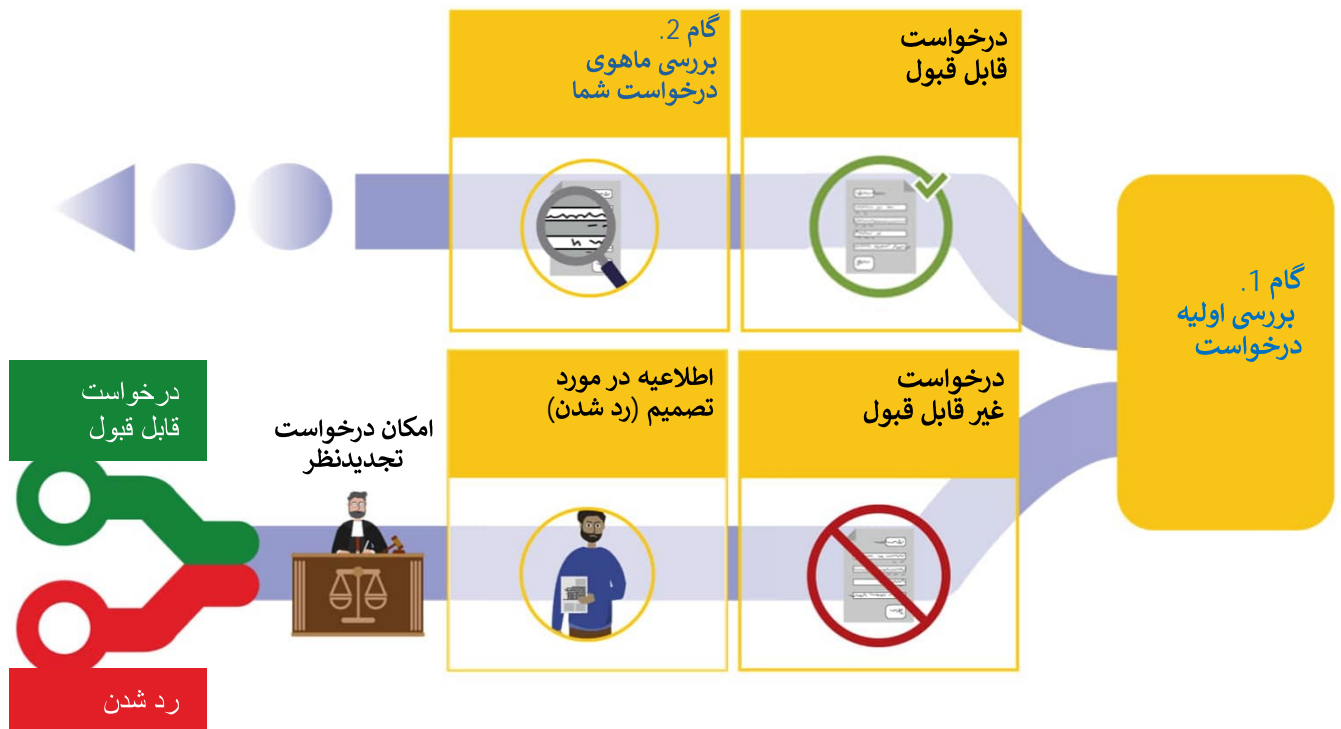 گام 1.
بررسی اولیه
درخواست
درخواست
قابل قبول
گام 2.
بررسی ماهوی
درخواست شما
درخواست
غیر قابل قبول
اطلاعیه در مورد
تصمیم (رد شدن)
امکان درخواست
تجدیدنظر
درخواست
قابل قبول
رد شدن